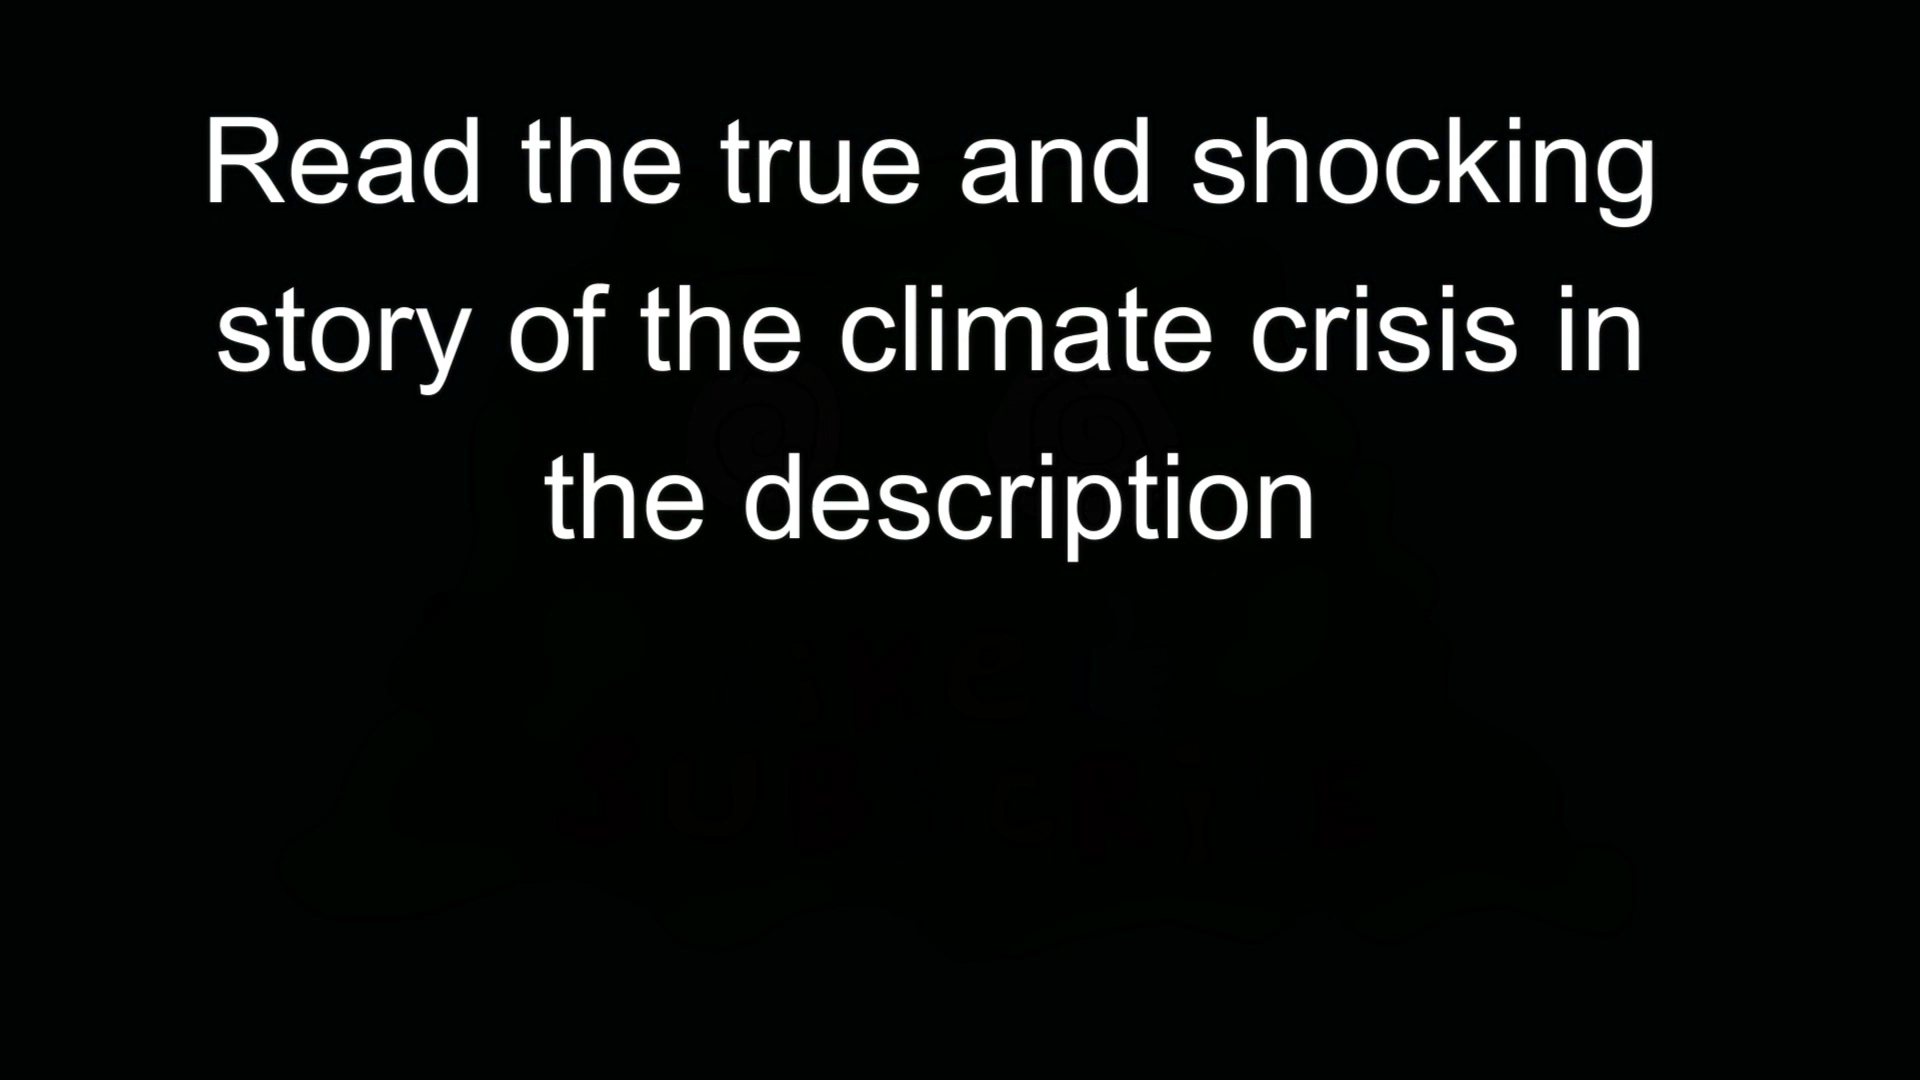 Read the true and shocking
story of the climate crisis in
the description